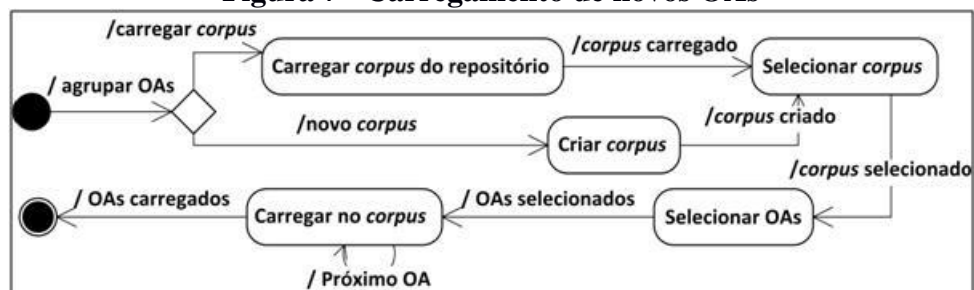 /carregar corpus
/corpus carregado
Carregar corpus do repositório
Selecionar corpus
/ agrupar OAs
/novo corpus
/corpus criado
Criar corpus
/corpus selecionado
/ OAs carregados
/ OAs selecionados
Carregar no corpus
Selecionar OAs
/ Próximo OA